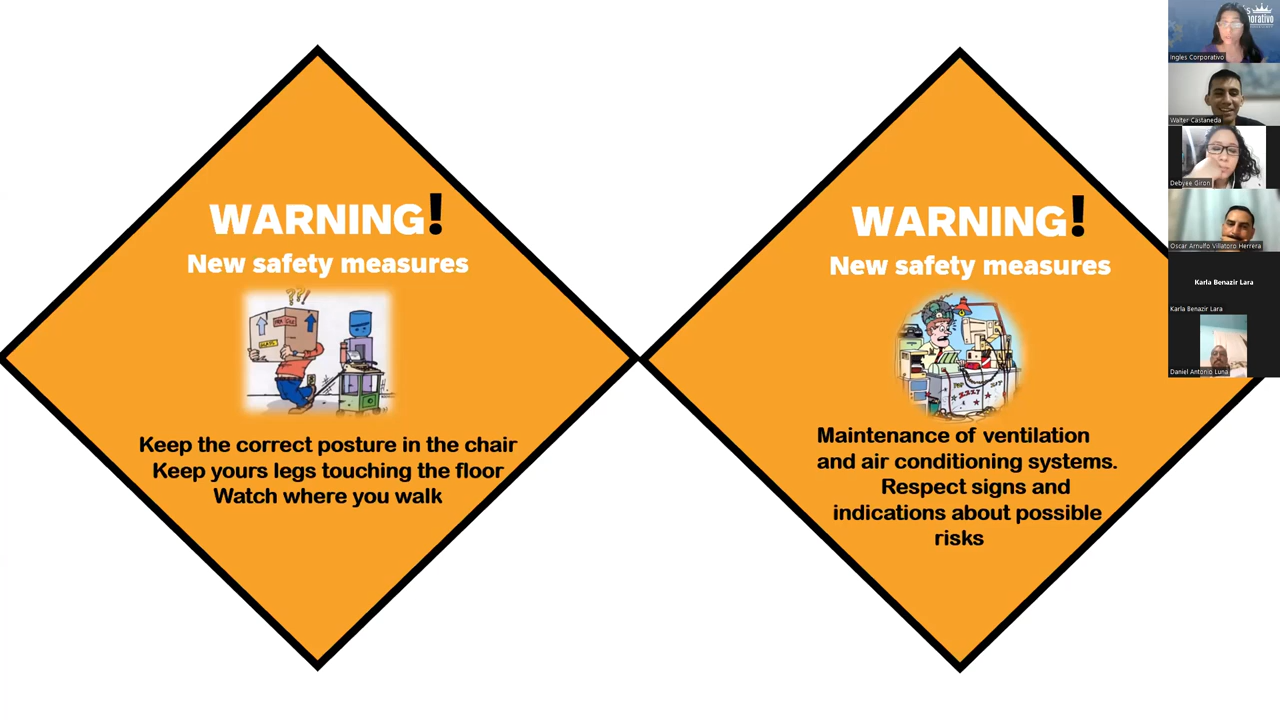 WARNING!
New safety measures
Keep the correct posture in the chair
Keep yours legs touching the floor
Watch where you walk
WARNING!
New safety measures
Maintenance of ventilation
and air conditioning systems.
Respect signs and
indications about possible
risks
Ingles Corporativo
Walter Castaneda
Debyee Giron
Oscar Arnulfo Villatoro Herrera
Karla Benazir Lara
Karla Benazir Lara
Daniel Antonio Luna